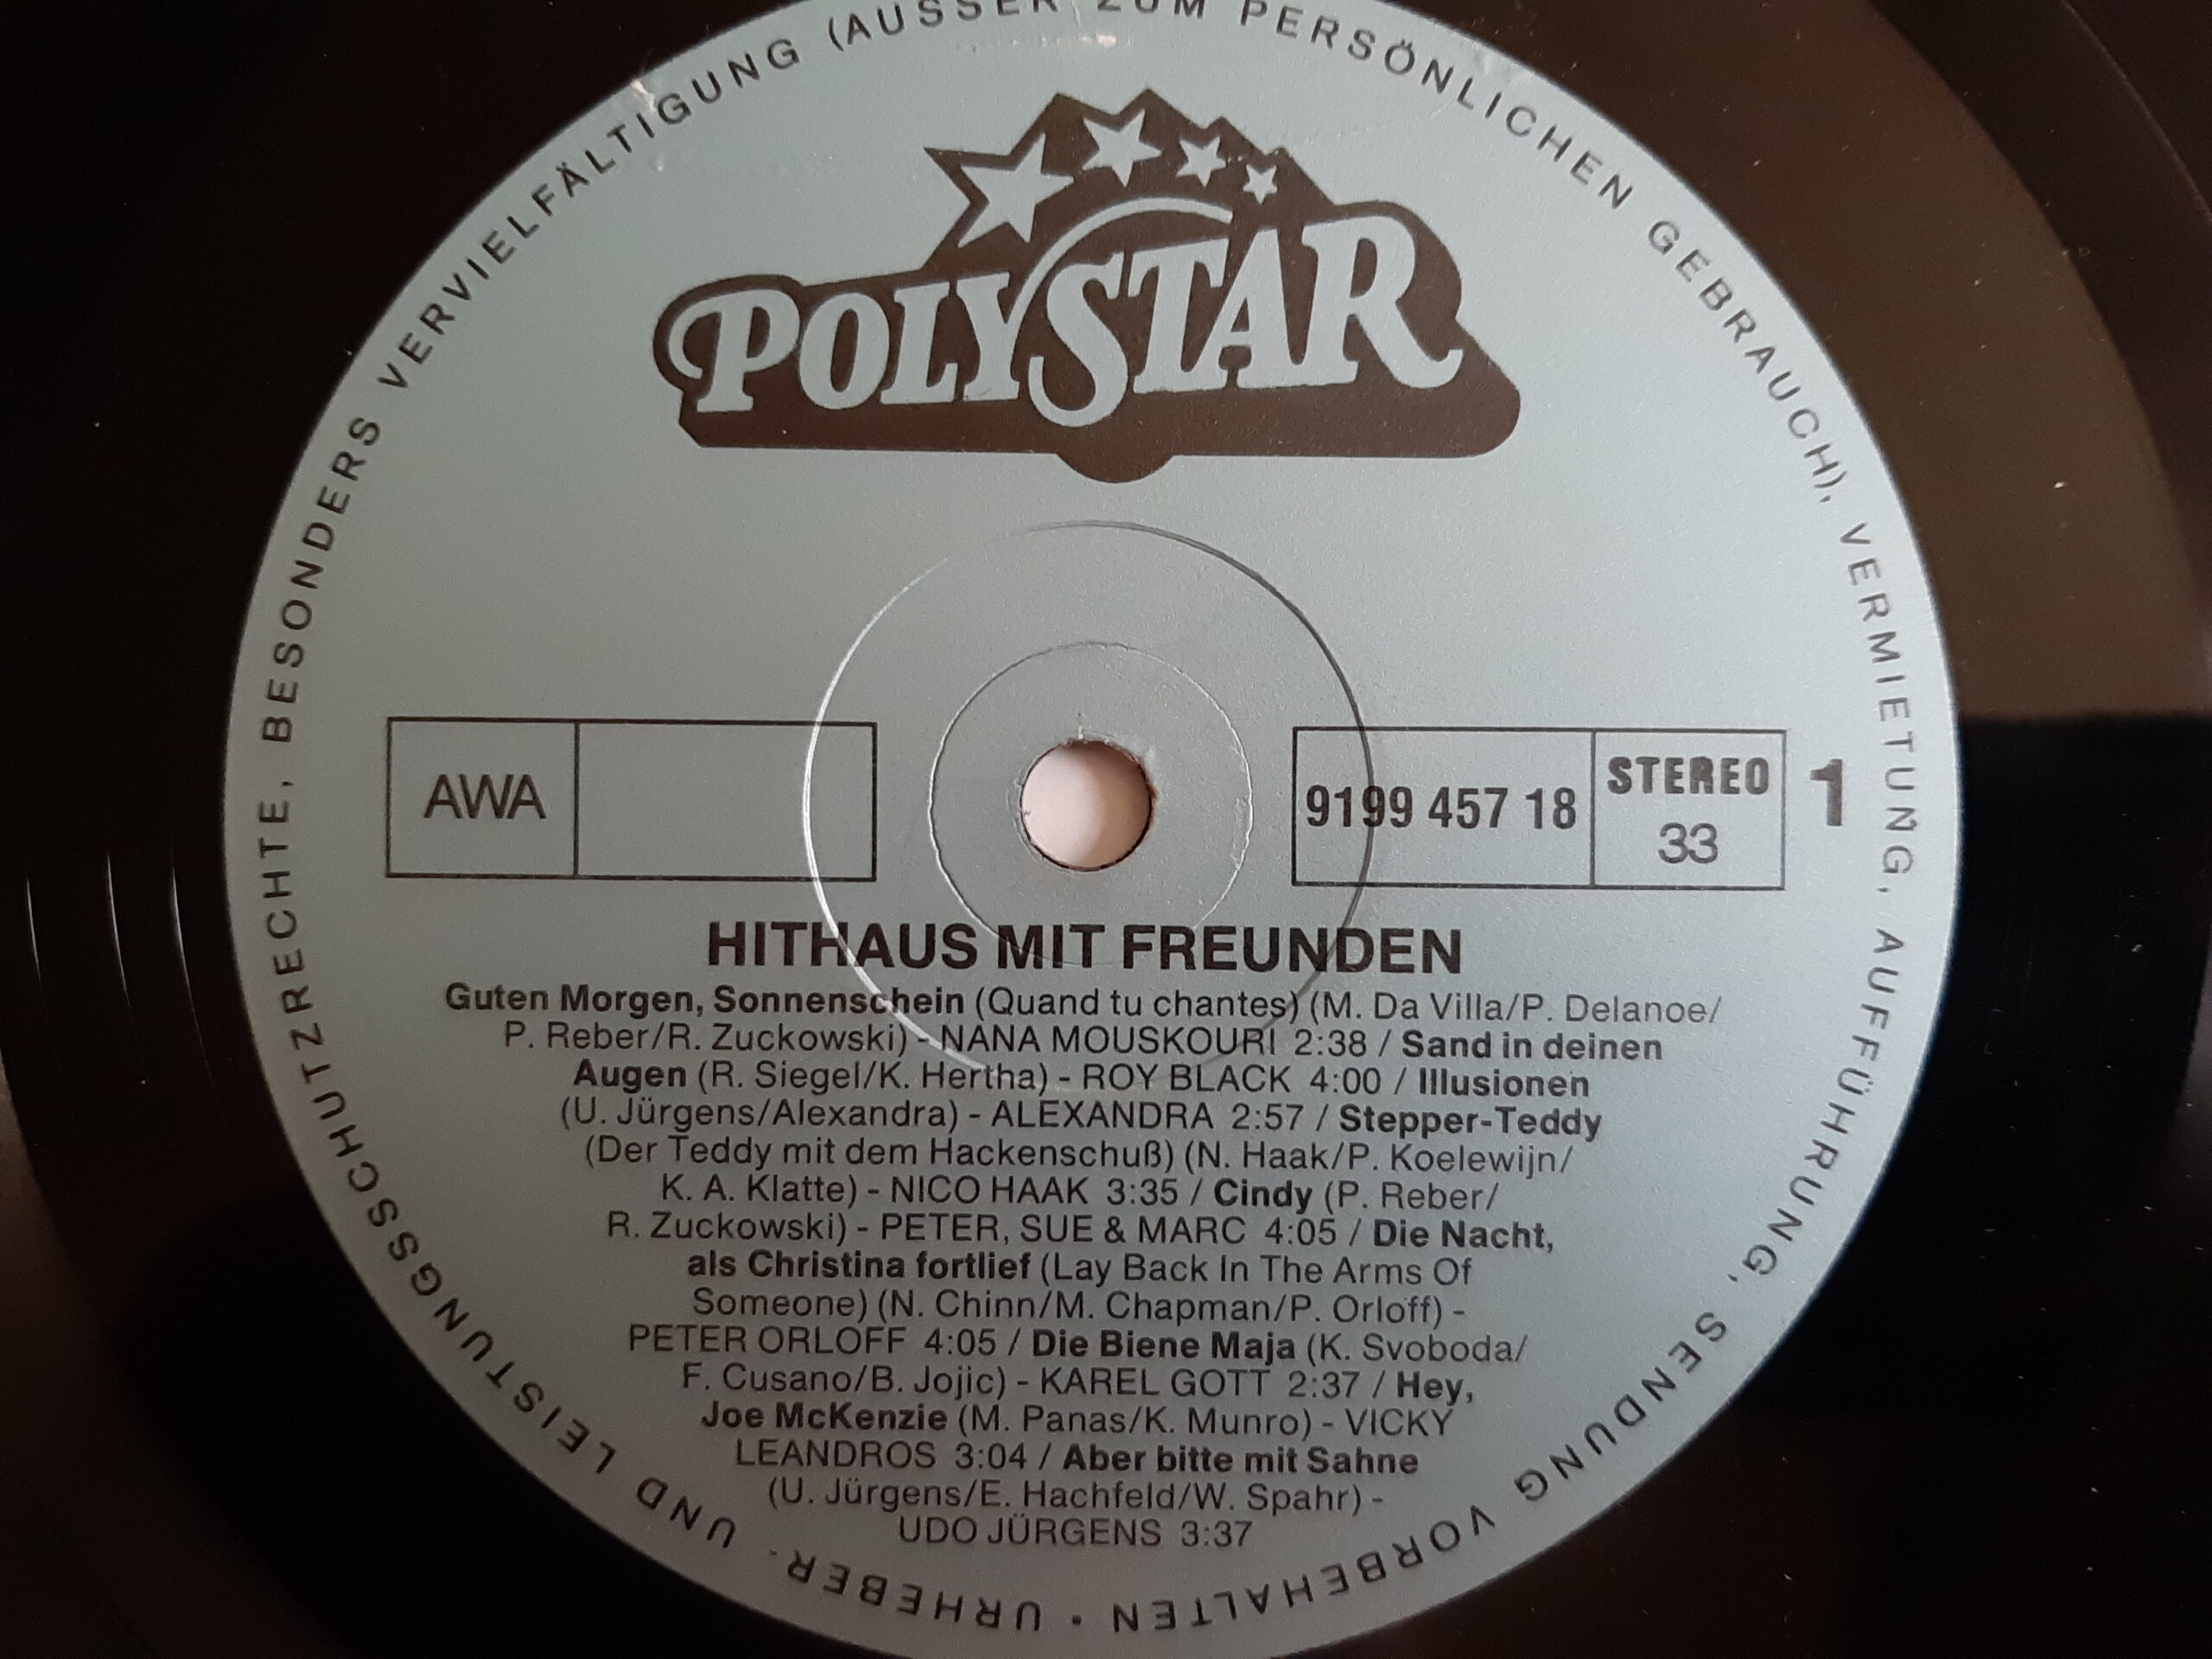 POLYSTAR
AWA
9199 457 18
STEREO
33
1
HITHAUS MIT FREUNDEN
Guten Morgen, Sonnenschein (Quand tu chantes) (M. Da Villa/P. Delanoe/
P. Reber/R. Zuckowski) - NANA MOUSKOURI 2:38 / Sand in deinen
Augen (R. Siegel/K. Hertha) - ROY BLACK 4:00 / Illusionen
(U. Jürgens/Alexandra) - ALEXANDRA 2:57 / Stepper-Teddy
(Der Teddy mit dem Hackenschuß) (N. Haak/P. Koelewijn/
K. A. Klatte) - NICO HAAK 3:35 / Cindy (P. Reber/
R. Zuckowski) - PETER, SUE & MARC 4:05 / Die Nacht,
als Christina fortlief (Lay Back In The Arms Of
Someone) (N. Chinn/M. Chapman/P. Orloff) -
PETER ORLOFF 4:05 / Die Biene Maja (K. Svoboda/
F. Cusano/B. Jojic) - KAREL GOTT 2:37 / Hey,
Joe McKenzie (M. Panas/K. Munro) - VICKY
LEANDROS 3:04 / Aber bitte mit Sahne
(U. Jürgens/E. Hachfeld/W. Spahr) -
UDO JÜRGENS 3:37
URHEBER- UND LEISTUNGSSCHUTZRECHTE, BESONDERS VERVIELFÄLTIGUNG (AUSSER ZUM PERSÖNLICHEN GEBRAUCH), VERMIETUNG, AUFFÜHRUNG, SENDUNG VORBEHALTEN •